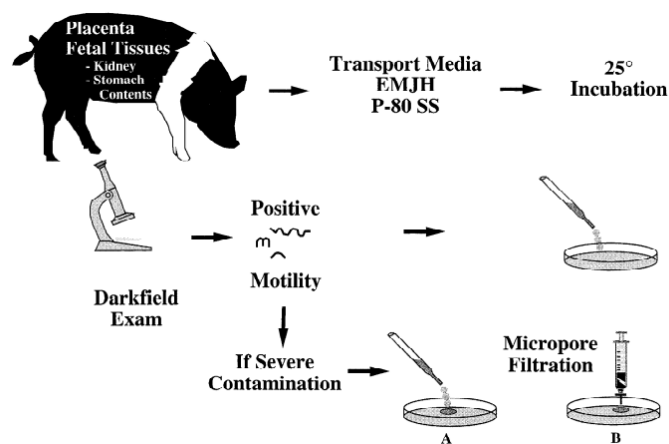 Placenta
Fetal Tissues
- Kidney
- Stomach
Contents
Transport Media
EMJH
P-80 SS
25°
Incubation
Positive
Motility
Darkfield
Exam
If Severe
Contamination
Micropore
Filtration
A
B